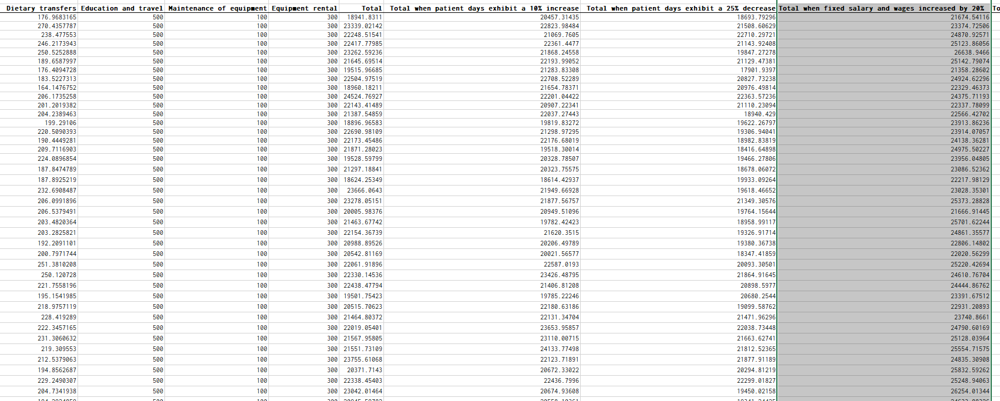 Dietary transfers Education and travel Maintenance of equipment Equipment rental Total Total when patient days exhibit a 10% increase Total when patient days exhibit a 25% decrease Total when fixed salary and wages increased by 20% To
176.9683165 500 100 300 18941.8311 20457.31435 18693.79296 21674.54116
270.4357787 500 100 300 23339.02142 22823.98484 21508.60629 23374.72506
238.477553 500 100 300 22248.51541 21069.7605 22710.29721 24870.92571
246.2173943 500 100 300 22417.77985 22361.4477 21143.92408 25123.86056
250.5252888 500 100 300 23262.59236 21868.24558 19847.27278 26638.9466
189.6587997 500 100 300 21645.69514 22193.99052 21129.47381 25142.79074
176.4094728 500 100 300 19515.96685 21283.83308 17901.9397 21358.28602
183.5227313 500 100 300 22504.97519 22708.52289 20827.73238 24924.62296
164.1476752 500 100 300 18960.18211 21654.78371 20976.49814 22329.46373
206.1735258 500 100 300 24524.76927 22201.04422 22363.57236 24375.71193
201.2019382 500 100 300 22143.41489 20907.22341 21110.23094 22337.78099
204.2389463 500 100 300 21387.54859 22037.27443 18940.429 22566.42702
199.29106 500 100 300 18896.96583 19819.83272 19622.26797 23913.86236
220.5090393 500 100 300 22690.98109 21298.97295 19306.94041 23914.07057
190.4449281 500 100 300 22173.45486 22176.68019 18982.83819 24138.36281
209.7116903 500 100 300 21871.28023 19518.30014 18416.64898 24975.50227
224.0896854 500 100 300 19528.59799 20328.78507 19466.27806 23956.04805
187.8474789 500 100 300 21297.18841 20323.75575 18678.06072 23086.52362
187.8925219 500 100 300 18624.25349 18614.42937 19933.09264 22217.98129
232.6908487 500 100 300 23666.0643 21949.66928 19618.46652 23028.35301
206.0991896 500 100 300 23278.05151 21877.56757 21349.30576 25373.28828
206.5379491 500 100 300 20005.98376 20949.51096 19764.15644 21666.91445
203.4820364 500 100 300 21463.67742 19782.42423 18958.99117 25701.62244
203.2825821 500 100 300 22154.36739 21620.3515 19326.91714 24861.35577
192.2091101 500 100 300 20988.89526 20206.49789 19380.36738 22806.14802
200.7971744 500 100 300 20542.81169 20021.56577 18347.41859 22020.56299
251.3810208 500 100 300 22061.91896 22587.0193 20093.30501 25220.42694
250.120728 500 100 300 22330.14536 23426.48795 21864.91645 24610.76704
221.7558196 500 100 300 22438.47794 21406.81208 20898.5977 24444.86762
195.1541985 500 100 300 19501.75423 19785.22246 20680.2544 23391.67512
218.9757119 500 100 300 20515.70623 22180.63186 19099.58762 22931.20893
228.419289 500 100 300 21464.80372 22131.34704 21471.96296 23740.8661
222.3457165 500 100 300 22019.05401 23653.95857 22038.73448 24790.60169
231.3060632 500 100 300 21567.95805 23110.00715 21663.62741 25128.03964
219.309553 500 100 300 21551.73109 24133.77498 21812.52365 25554.71575
212.5379063 500 100 300 23755.61068 22123.71891 21877.91189 24835.30908
194.8562687 500 100 300 20371.7143 20672.33022 20294.81219 25832.59262
229.2490307 500 100 300 22338.45403 22436.7996 22299.01827 25248.94063
204.7341938 500 100 300 23042.01464 20674.93608 19450.02158 26254.01344